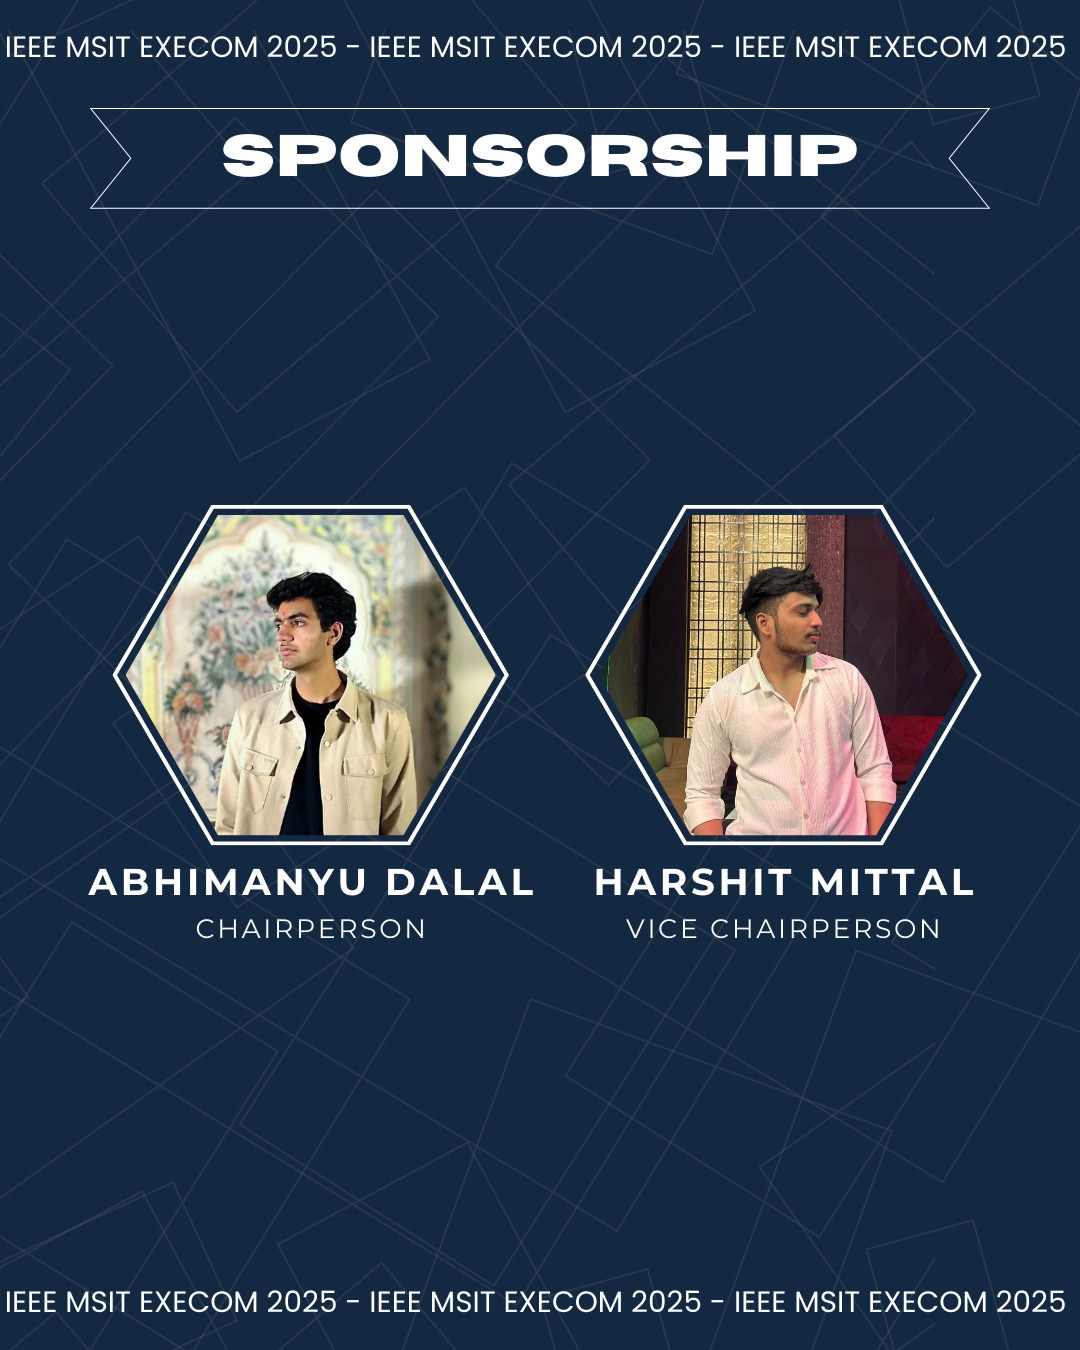 IEEE MSIT EXECOM 2025 - IEEE MSIT EXECOM 2025 - IEEE MSIT EXECOM 2025
SPONSORSHIP
ABHIMANYU DALAL
CHAIRPERSON
HARSHIT MITTAL
VICE CHAIRPERSON
IEEE MSIT EXECOM 2025 - IEEE MSIT EXECOM 2025 - IEEE MSIT EXECOM 2025